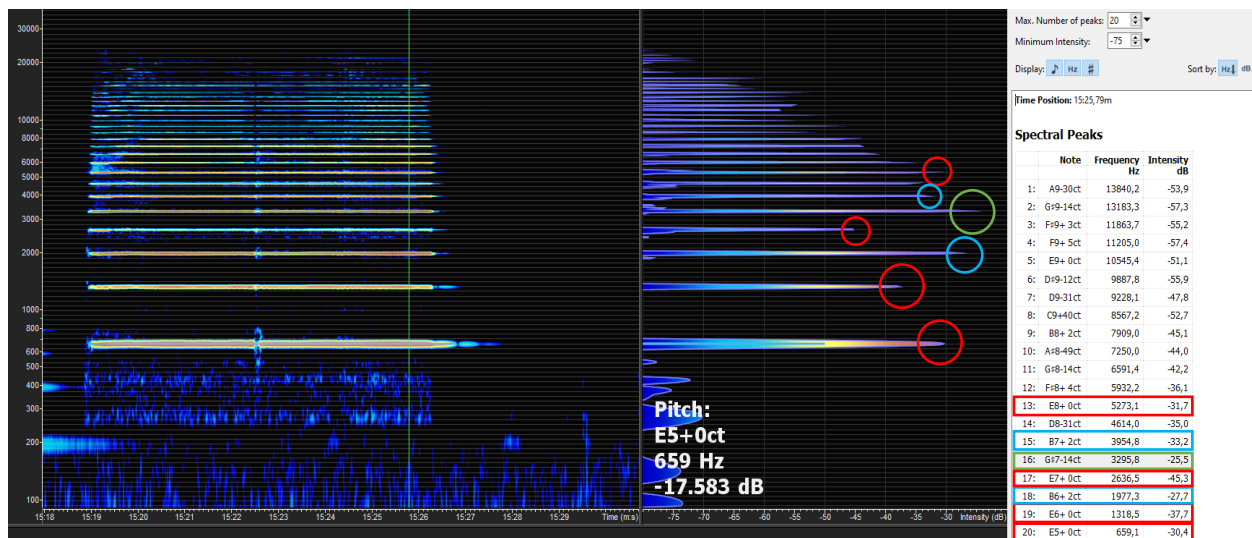 30000
20000
10000
8000
6000
5000
4000
3000
2000
1000
800
600
500
400
300
200
100
15:18 15:19 15:20 15:21 15:22 15:23 15:24 15:25 15:26 15:27 15:28 15:29 Time (m:s)
Pitch:
E5+0ct
659 Hz
-17.583 dB
-75 -70 -65 -60 -55 -50 -45 -40 -35 -30 Intensity (dB)
Max. Number of peaks: 20
Minimum Intensity: -75
Display: ♪ Hz # Sort by: Hz dB
Time Position: 15:25,79m
Spectral Peaks
Note Frequency Hz Intensity dB
1: A9-30ct 13840,2 -53,9
2: G♯9-14ct 13183,3 -57,3
3: F♯9+ 3ct 11863,7 -55,2
4: F9+ 5ct 11205,0 -57,4
5: E9+ 0ct 10545,4 -51,1
6: D♯9-12ct 9887,8 -55,9
7: D9-31ct 9228,1 -47,8
8: C9+40ct 8567,2 -52,7
9: B8+ 2ct 7909,0 -45,1
10: A♯8-49ct 7250,0 -44,0
11: G♯8-14ct 6591,4 -42,2
12: F♯8+ 4ct 5932,2 -36,1
13: E8+ 0ct 5273,1 -31,7
14: D8-31ct 4614,0 -35,0
15: B7+ 2ct 3954,8 -33,2
16: G♯7-14ct 3295,8 -25,5
17: E7+ 0ct 2636,5 -45,3
18: B6+ 2ct 1977,3 -27,7
19: E6+ 0ct 1318,5 -37,7
20: E5+ 0ct 659,1 -30,4